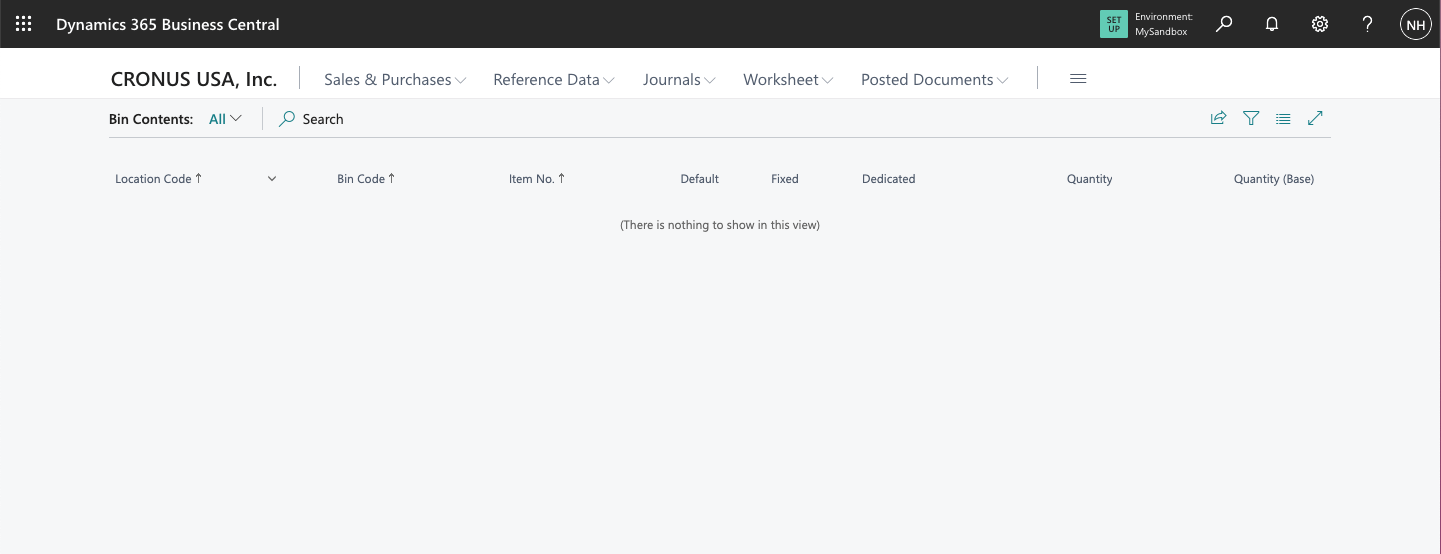 Dynamics 365 Business Central
SET UP
Environment:
MySandbox
?
NH
CRONUS USA, Inc.
Sales & Purchases
Reference Data
Journals
Worksheet
Posted Documents
Bin Contents: All
Search
Location Code ↑
Bin Code ↑
Item No. ↑
Default
Fixed
Dedicated
Quantity
Quantity (Base)
(There is nothing to show in this view)